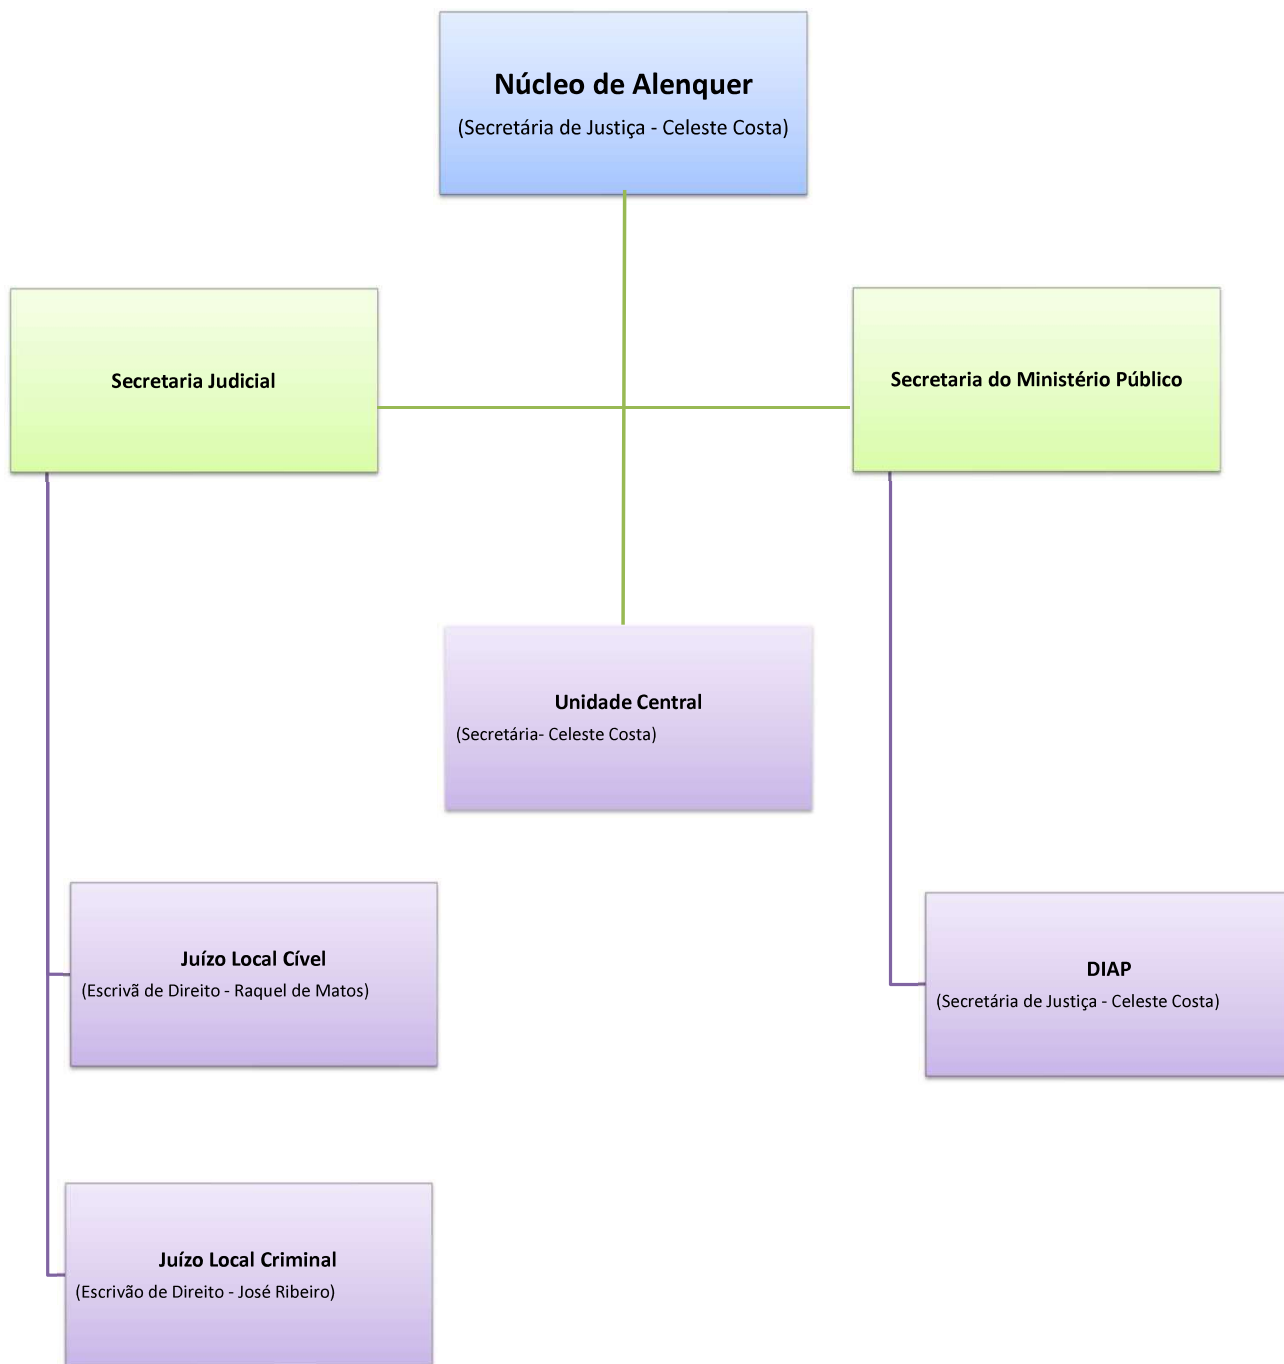 Núcleo de Alenquer
(Secretária de Justiça - Celeste Costa)
Secretaria Judicial
Secretaria do Ministério Público
Unidade Central
(Secretária- Celeste Costa)
Juízo Local Cível
(Escrivã de Direito - Raquel de Matos)
DIAP
(Secretária de Justiça - Celeste Costa)
Juízo Local Criminal
(Escrivão de Direito - José Ribeiro)